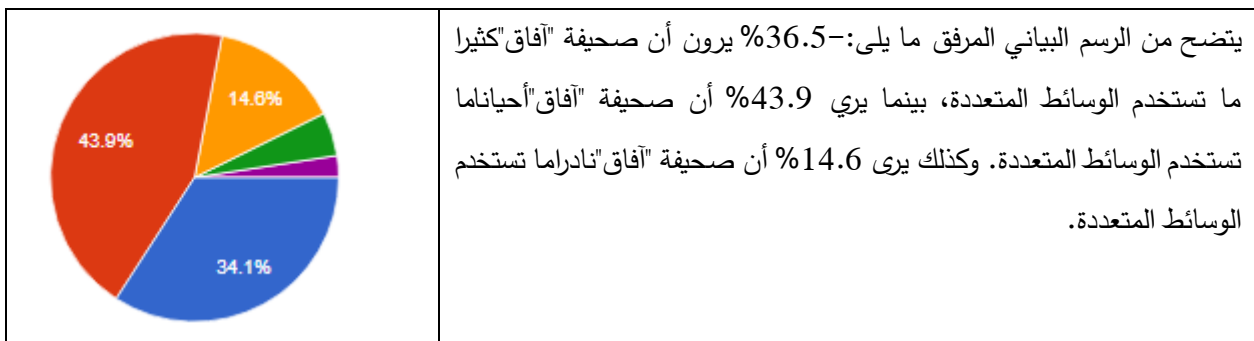 يتضح من الرسم البياني المرفق ما يلى:-36.5% يرون أن صحيفة "آفاق"كثيرا
ما تستخدم الوسائط المتعددة، بينما يري 43.9% أن صحيفة "آفاق"أحياناما
تستخدم الوسائط المتعددة. وكذلك يرى 14.6% أن صحيفة "آفاق"نادراما تستخدم
الوسائط المتعددة.
14.6%
43.9%
34.1%